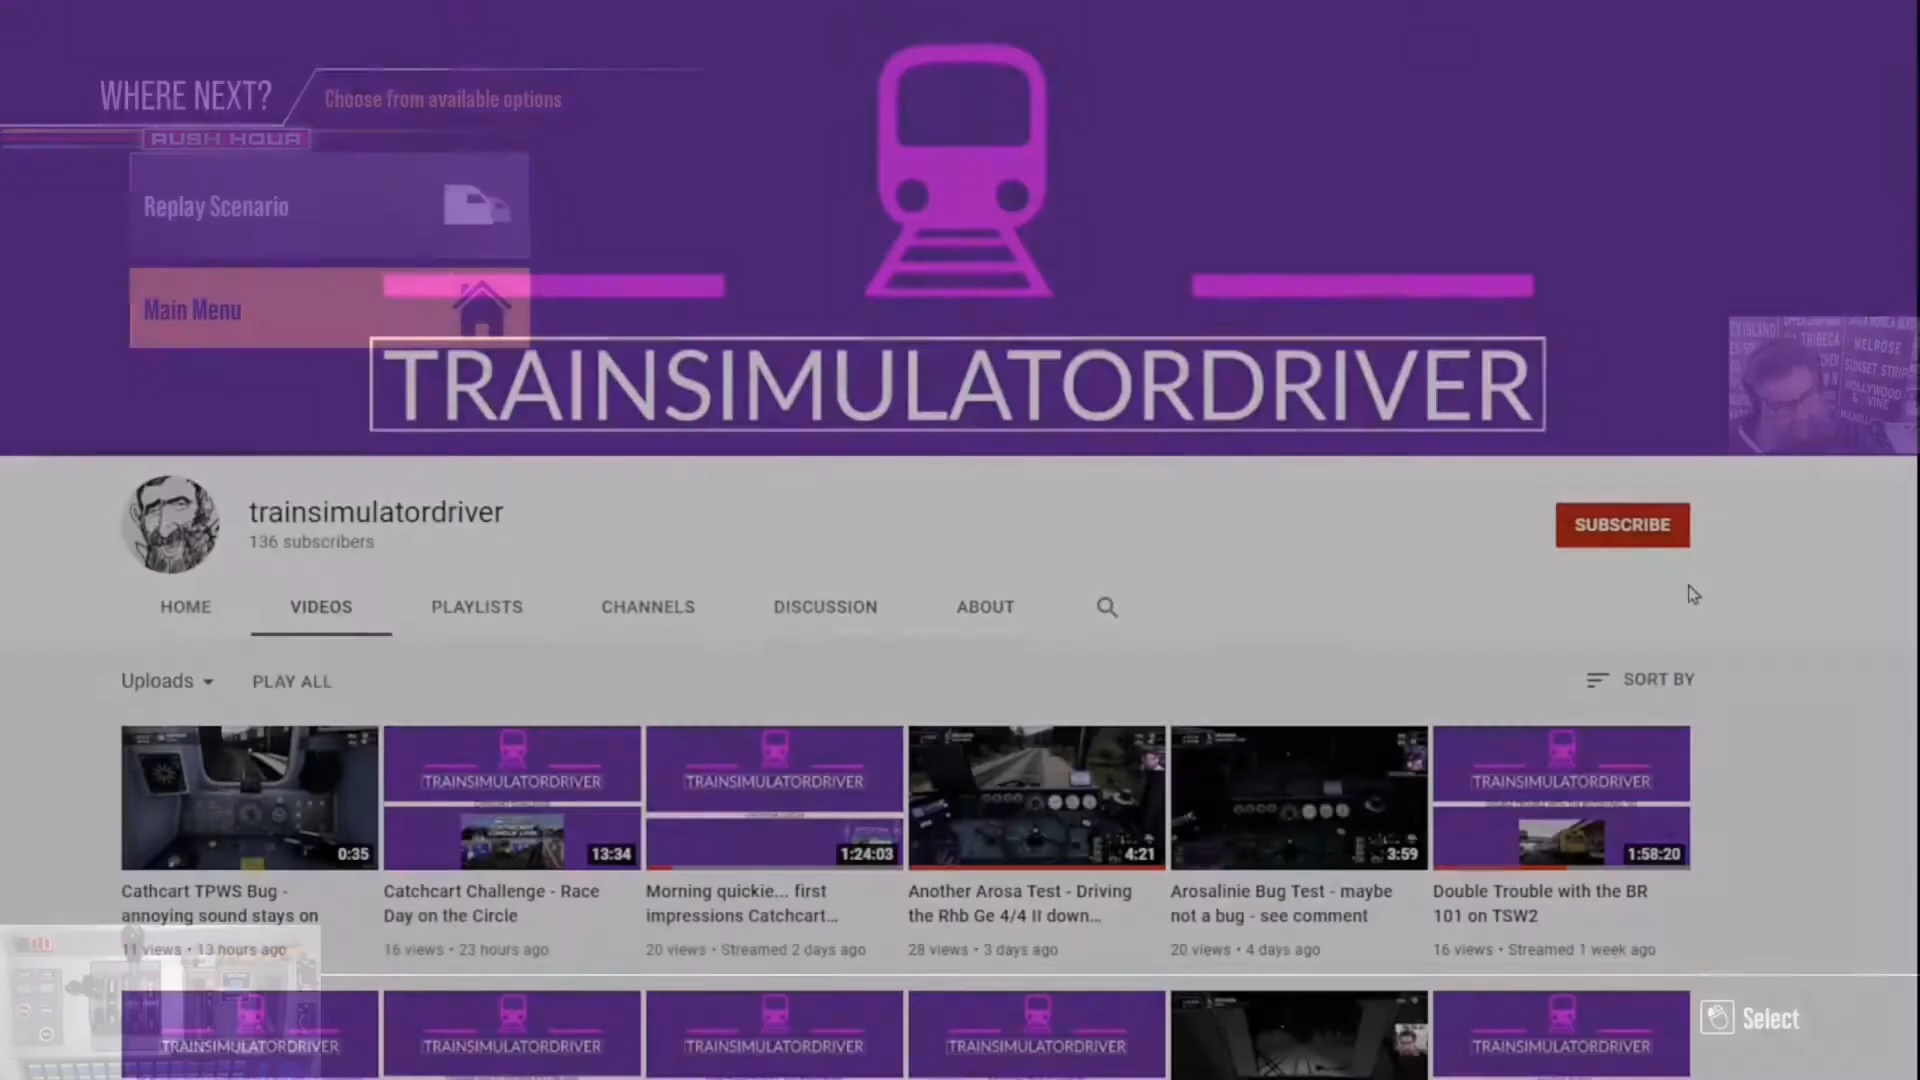 WHERE NEXT?
Choose from available options
RUSH HOUR
Replay Scenario
Main Menu
TRAINSIMULATORDRIVER
MELROSE
SUNSET STRIP
HOLLYWOOD
& VINE
trainsimulatordriver
136 subscribers
SUBSCRIBE
HOME VIDEOS PLAYLISTS CHANNELS DISCUSSION ABOUT
Uploads PLAY ALL SORT BY
TRAINSIMULATORDRIVER TRAINSIMULATORDRIVER TRAINSIMULATORDRIVER
0:35 13:34 1:24:03 4:21 3:59 1:58:20
Cathcart TPWS Bug -
annoying sound stays on
11 views • 13 hours ago
Catchcart Challenge - Race
Day on the Circle
16 views • 23 hours ago
Morning quickie... first
impressions Catchcart...
20 views • Streamed 2 days ago
Another Arosa Test - Driving
the Rhb Ge 4/4 II down...
28 views • 3 days ago
Arosalinie Bug Test - maybe
not a bug - see comment
20 views • 4 days ago
Double Trouble with the BR
101 on TSW2
16 views • Streamed 1 week ago
TRAINSIMULATORDRIVER TRAINSIMULATORDRIVER TRAINSIMULATORDRIVER TRAINSIMULATORDRIVER TRAINSIMULATORDRIVER
Select